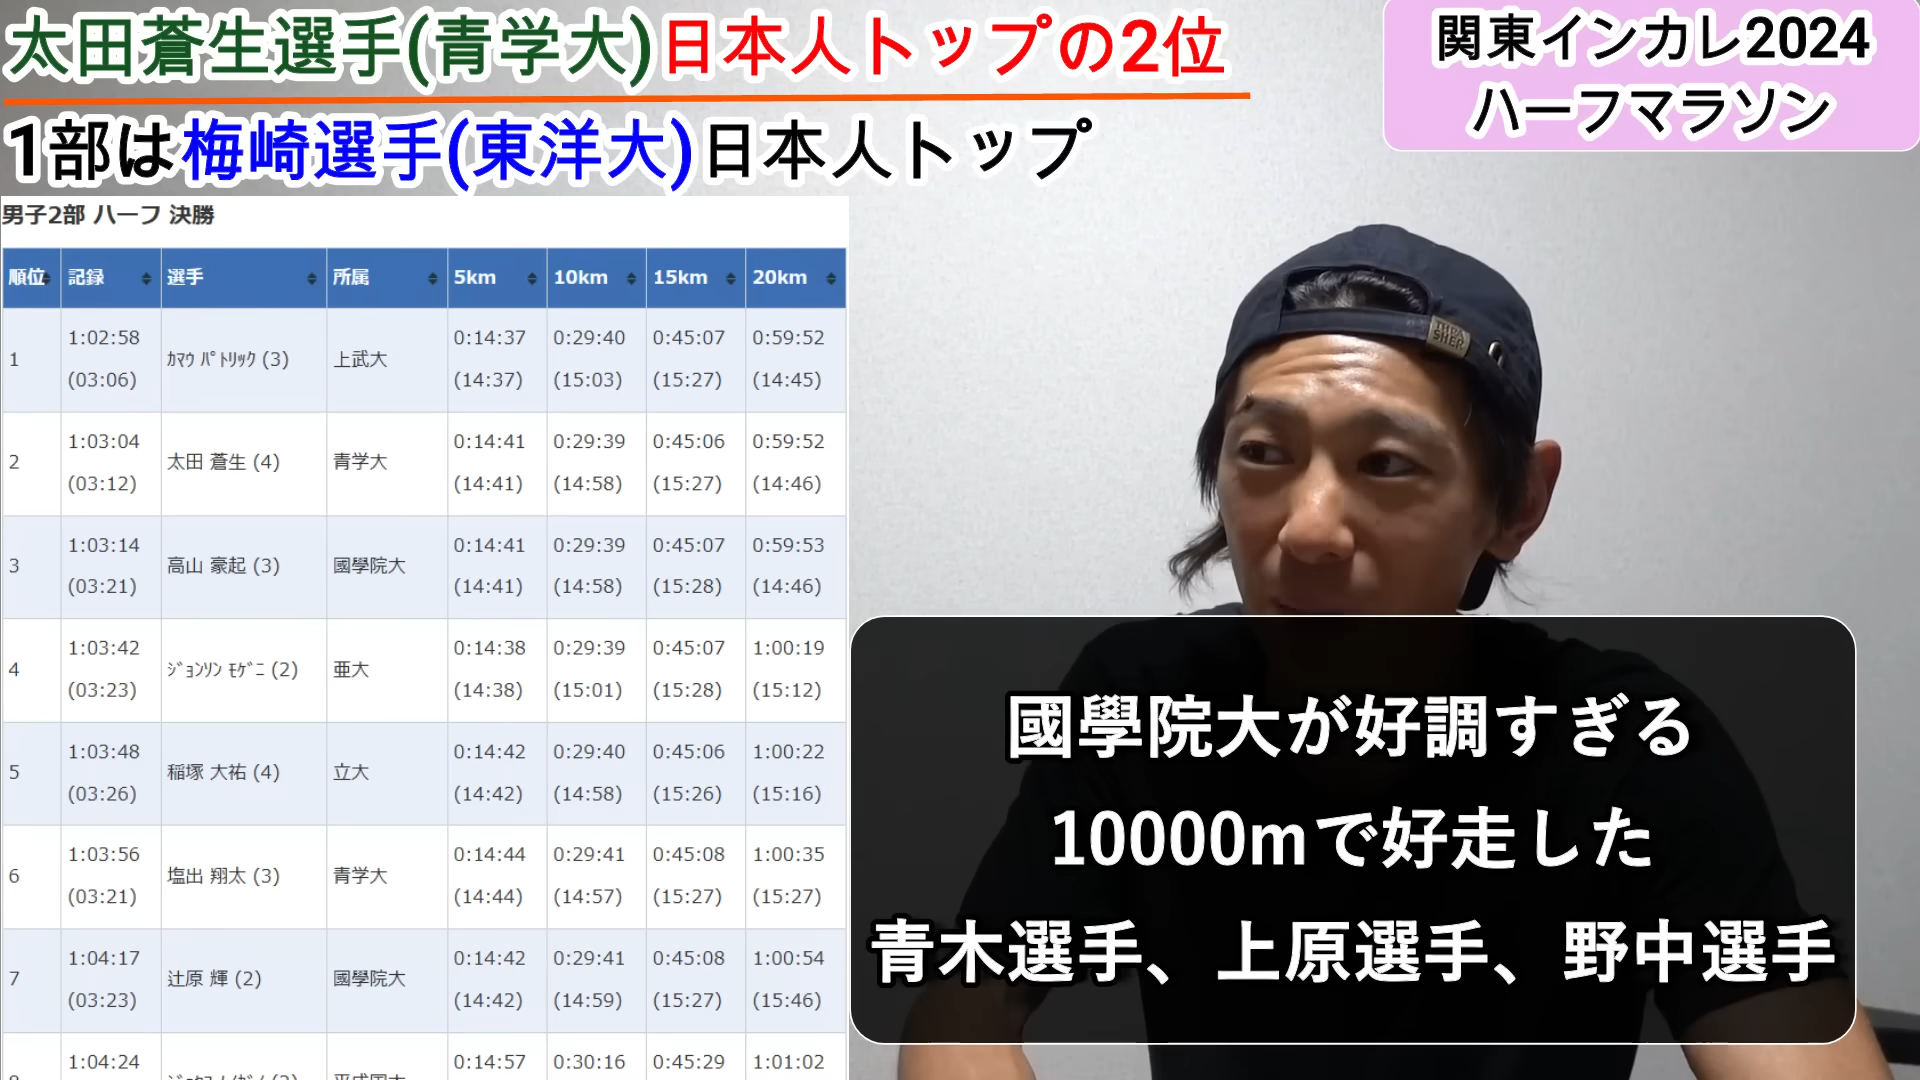 太田蒼生選手(青学大)日本人トップの2位
1部は梅崎選手(東洋大)日本人トップ
関東インカレ2024
ハーフマラソン
男子2部 ハーフ 決勝
順位 記録 選手 所属 5km 10km 15km 20km
1 1:02:58 (03:06) ｶﾏｳ ﾊﾟﾄﾘｯｸ (3) 上武大 0:14:37 (14:37) 0:29:40 (15:03) 0:45:07 (15:27) 0:59:52 (14:45)
2 1:03:04 (03:12) 太田 蒼生 (4) 青学大 0:14:41 (14:41) 0:29:39 (14:58) 0:45:06 (15:27) 0:59:52 (14:46)
3 1:03:14 (03:21) 高山 豪起 (3) 國學院大 0:14:41 (14:41) 0:29:39 (14:58) 0:45:07 (15:28) 0:59:53 (14:46)
4 1:03:42 (03:23) ｼﾞｮﾝｿﾝ ﾓｹﾞﾆ (2) 亜大 0:14:38 (14:38) 0:29:39 (15:01) 0:45:07 (15:28) 1:00:19 (15:12)
5 1:03:48 (03:26) 稲塚 大祐 (4) 立大 0:14:42 (14:42) 0:29:40 (14:58) 0:45:06 (15:26) 1:00:22 (15:16)
6 1:03:56 (03:21) 塩出 翔太 (3) 青学大 0:14:44 (14:44) 0:29:41 (14:57) 0:45:08 (15:27) 1:00:35 (15:27)
7 1:04:17 (03:23) 辻原 輝 (2) 國學院大 0:14:42 (14:42) 0:29:41 (14:59) 0:45:08 (15:27) 1:00:54 (15:46)
1:04:24 0:14:57 0:30:16 0:45:29 1:01:02
國學院大が好調すぎる
10000mで好走した
青木選手、上原選手、野中選手